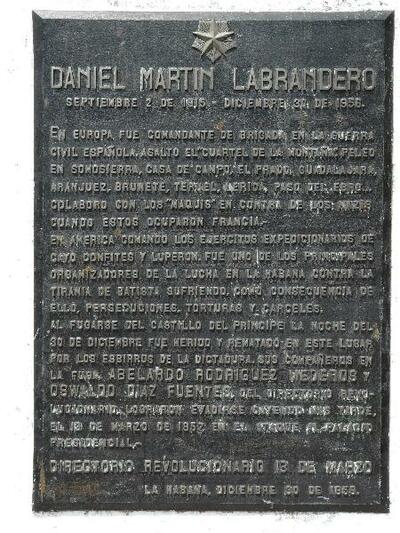 DANIEL MARTIN LABRANDERO
SEPTIEMBRE 2 DE 1915 - DICIEMBRE 30 DE 1956.
EN EUROPA FUE COMANDANTE DE BRIGADA EN LA GUERRA
CIVIL ESPAÑOLA. ASALTO EL CUARTEL DE LA MONTAÑA. PELEO
EN SOMOSIERRA, CASA DE CAMPO, EL PRADO, GUADALAJARA,
ARANJUEZ, BRUNETE, TERUEL, LERIDA, PASO DEL EBRO...
COLABORO CON LOS "MAQUIS" EN CONTRA DE LOS NAZIS
CUANDO ESTOS OCUPARON FRANCIA.-
EN AMERICA COMANDO LOS EJERCITOS EXPEDICIONARIOS DE
CAYO CONFITES Y LUPERON. FUE UNO DE LOS PRINCIPALES
ORGANIZADORES DE LA LUCHA EN LA HABANA CONTRA LA
TIRANIA DE BATISTA SUFRIENDO, COMO CONSECUENCIA DE
ELLO, PERSECUCIONES, TORTURAS Y CARCELES.
AL FUGARSE DEL CASTILLO DEL PRINCIPE LA NOCHE DEL
30 DE DICIEMBRE FUE HERIDO Y REMATADO EN ESTE LUGAR
POR LOS ESBIRROS DE LA DICTADURA. SUS COMPAÑEROS EN
LA FUGA, ABELARDO RODRIGUEZ MEDEROS Y
OSWALDO DIAZ FUENTES, DEL DIRECTORIO REVO-
LUCIONARIO, LOGRARON EVADIRSE CAYENDO MAS TARDE,
EL 13 DE MARZO DE 1957 EN EL ATAQUE AL PALACIO
PRESIDENCIAL.-
DIRECTORIO REVOLUCIONARIO 13 DE MARZO
LA HABANA, DICIEMBRE 30 DE 1959.